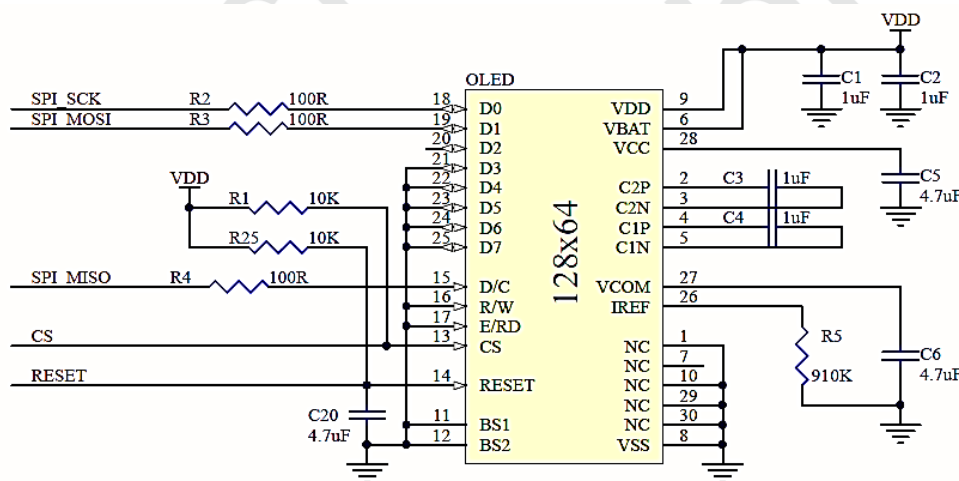 VDD
OLED
C1
1uF
C2
1uF
SPI_SCK R2 100R 18 D0 VDD 9
SPI_MOSI R3 100R 19 D1 VBAT 6
20 D2 VCC 28
21 D3
VDD 22 D4 C2P 2 C3 1uF
C5
4.7uF
R1 10K 23 D5 C2N 3
24 D6 C1P 4 C4 1uF
R25 10K 25 D7 C1N 5
128x64
SPI_MISO R4 100R 15 D/C VCOM 27
16 R/W IREF 26
17 E/RD
CS 13 CS NC 1
R5
910K
C6
4.7uF
NC 7
RESET 14 RESET NC 10
NC 29
C20
4.7uF
11 BS1 NC 30
12 BS2 VSS 8